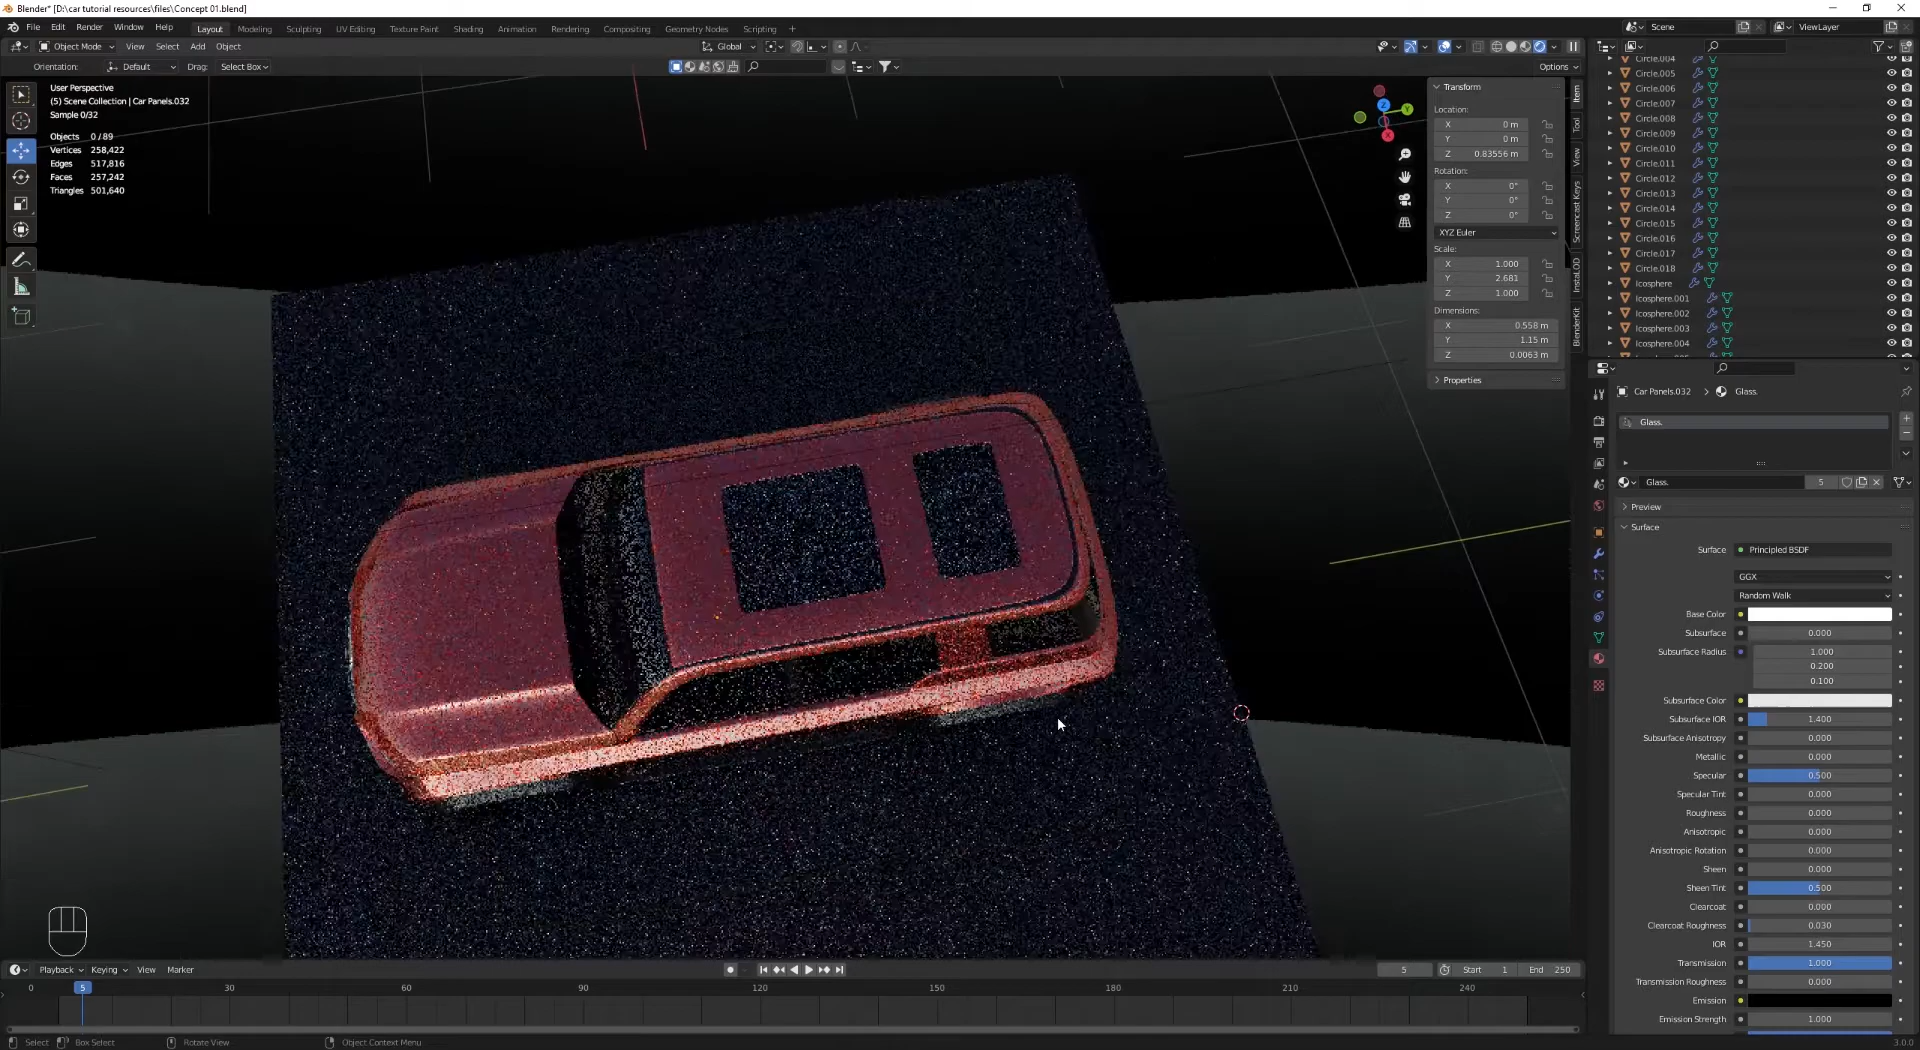 Blender* [D:\car tutorial resources\files\Concept 01.blend]
File Edit Render Window Help
Layout Modeling Sculpting UV Editing Texture Paint Shading Animation Rendering Compositing Geometry Nodes Scripting +
Scene
ViewLayer
Object Mode View Select Add Object
Global
Orientation: Default Drag: Select Box
Options
User Perspective
(5) Scene Collection | Car Panels.032
Sample 0/32
Objects 0 / 89
Vertices 258,422
Edges 517,816
Faces 257,242
Triangles 501,640
Z
Y
X
Transform
Location:
X 0 m
Y 0 m
Z 0.83556 m
Rotation:
X 0°
Y 0°
Z 0°
XYZ Euler
Scale:
X 1.000
Y 2.681
Z 1.000
Dimensions:
X 0.558 m
Y 1.15 m
Z 0.0063 m
Properties
Item
Tool
View
Screencast Keys
InstaLOD
BlenderKit
Circle.004
Circle.005
Circle.006
Circle.007
Circle.008
Circle.009
Circle.010
Circle.011
Circle.012
Circle.013
Circle.014
Circle.015
Circle.016
Circle.017
Circle.018
Icosphere
Icosphere.001
Icosphere.002
Icosphere.003
Icosphere.004
Car Panels.032 > Glass.
Glass.
Glass. 5
Preview
Surface
Surface Principled BSDF
GGX
Random Walk
Base Color
Subsurface 0.000
Subsurface Radius 1.000
0.200
0.100
Subsurface Color
Subsurface IOR 1.400
Subsurface Anisotropy 0.000
Metallic 0.000
Specular 0.500
Specular Tint 0.000
Roughness 0.000
Anisotropic 0.000
Anisotropic Rotation 0.000
Sheen 0.000
Sheen Tint 0.500
Clearcoat 0.000
Clearcoat Roughness 0.030
IOR 1.450
Transmission 1.000
Transmission Roughness 0.000
Emission
Emission Strength 1.000
Playback Keying View Marker
5 Start 1 End 250
0 5 30 60 90 120 150 180 210 240
Select Box Select Rotate View Object Context Menu
3.0.0